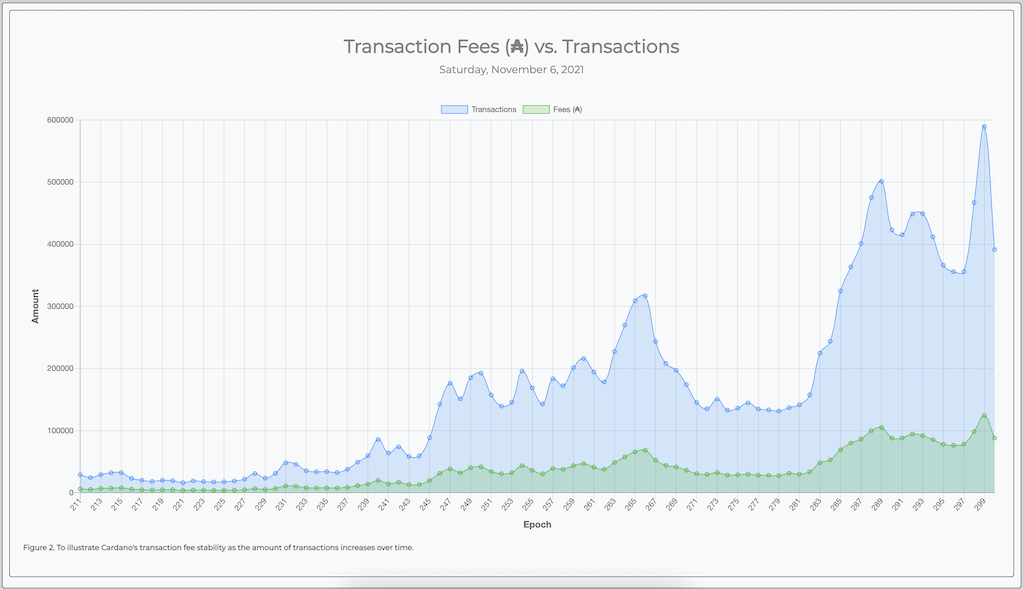 Transaction Fees (₳) vs. Transactions
Saturday, November 6, 2021
Transactions Fees (₳)
600000
500000
400000
300000
200000
100000
0
Amount
211 213 215 217 219 221 223 225 227 229 231 233 235 237 239 241 243 245 247 249 251 253 255 257 259 261 263 265 267 269 271 273 275 277 279 281 283 285 287 289 291 293 295 297 299
Epoch
Figure 2. To illustrate Cardano's transaction fee stability as the amount of transactions increases over time.